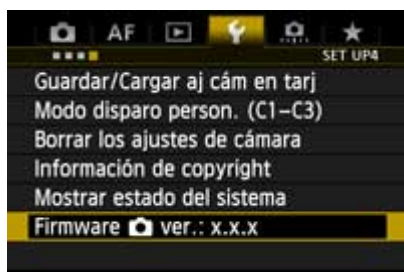 AF
SET UP4
Guardar/Cargar aj cám en tarj
Modo disparo person. (C1–C3)
Borrar los ajustes de cámara
Información de copyright
Mostrar estado del sistema
Firmware ver.: x.x.x